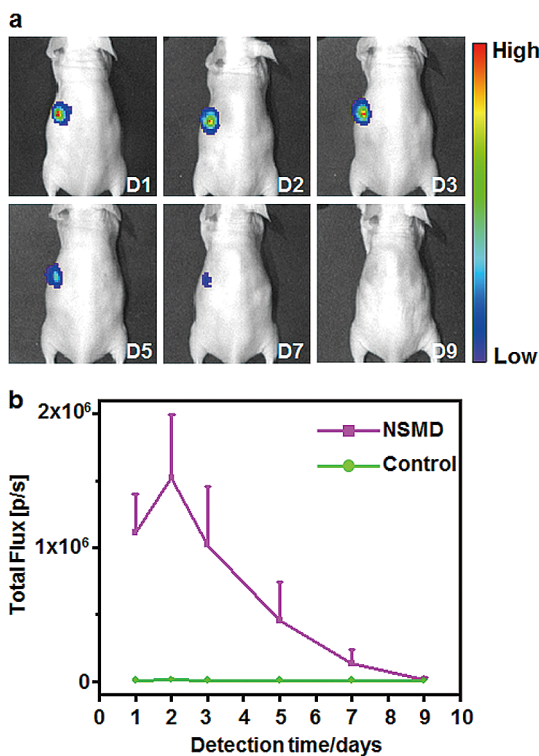 a
High
D1
D2
D3
D5
D7
D9
Low
b
2x10⁶
1x10⁶
0
Total Flux [p/s]
NSMD
Control
0 1 2 3 4 5 6 7 8 9 10
Detection time/days